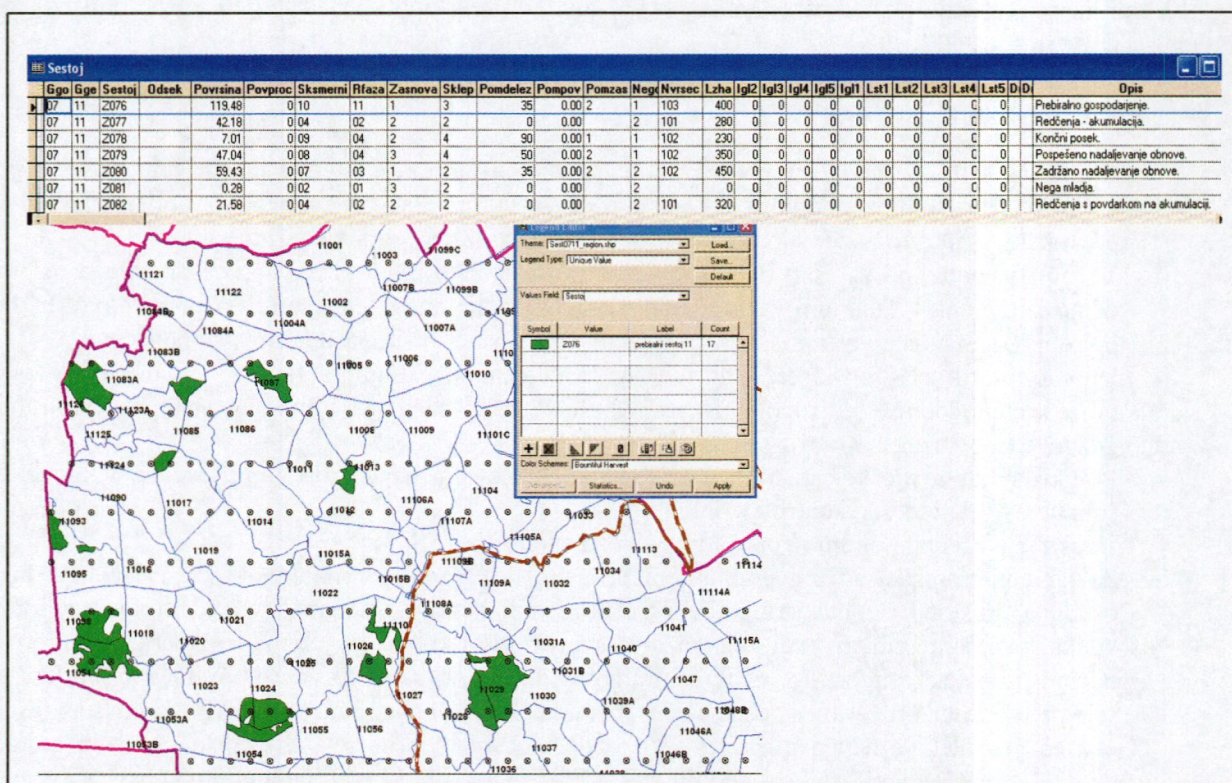 Sestoj
Ggo Gge Sestoj Odsek Povrsina Povproc Sksmerni Rfaza Zasnova Sklep Pomdelez Pompov Pomzas Nego Nvrsec Lzha Igl2 Igl3 Igl4 Igl5 Igl1 Lst1 Lst2 Lst3 Lst4 Lst5 D D Opis
07 11 Z076 119.48 0 10 11 1 3 35 0.00 2 1 103 400 0 0 0 0 0 0 0 0 0 0 Prebiralno gospodarjenje.
07 11 Z077 42.18 0 04 02 2 2 0 0.00 2 101 280 0 0 0 0 0 0 0 0 0 0 Redčenja - akumulacija.
07 11 Z078 7.01 0 09 04 2 4 90 0.00 1 1 102 230 0 0 0 0 0 0 0 0 0 0 Končni posek.
07 11 Z079 47.04 0 08 04 3 4 50 0.00 2 1 102 350 0 0 0 0 0 0 0 0 0 0 Pospešeno nadaljevanje obnove.
07 11 Z080 59.43 0 07 03 1 2 35 0.00 2 2 102 450 0 0 0 0 0 0 0 0 0 0 Zadržano nadaljevanje obnove.
07 11 Z081 0.28 0 02 01 3 2 0 0.00 2 0 0 0 0 0 0 0 0 0 0 0 Nega mladja.
07 11 Z082 21.58 0 04 02 2 2 0 0.00 2 101 320 0 0 0 0 0 0 0 0 0 0 Redčenja s povdarkom na akumulaciji.
Legend Editor
Theme: Sest0711_region.shp Load...
Legend Type: Unique Value Save...
Default
Values Field: Sestoj
Symbol Value Label Count
Z076 prebiralni sestoj 11 17
Color Schemes: Bountiful Harvest
Advanced... Statistics... Undo Apply
11001
11003 11099C
11121
11122 11007B 11099B
11002
11084B 11004A
11084A 11007A
11083B
11005 11006
11083A 11087 11010
11123A
11125 11085 11086 11008 11009 11101C
11124 11011 11013
11090 11017 11106A 11104
11093 11014 11012 11107A 11033
11105A
11019 11015A 11109B 11113
11095 11016 11015B 11109A 11032 11034 11114
11022 11108A 11114A
11098 11018 11021 11110 11041
11020 11026 11031A 11040 11115A
11054 11025 11031B
11023 11024 11027 11029 11030 11047
11039A
11053A 11055 11056 11028 11048B
11046A
11053B 11054 11037 11046B
11036